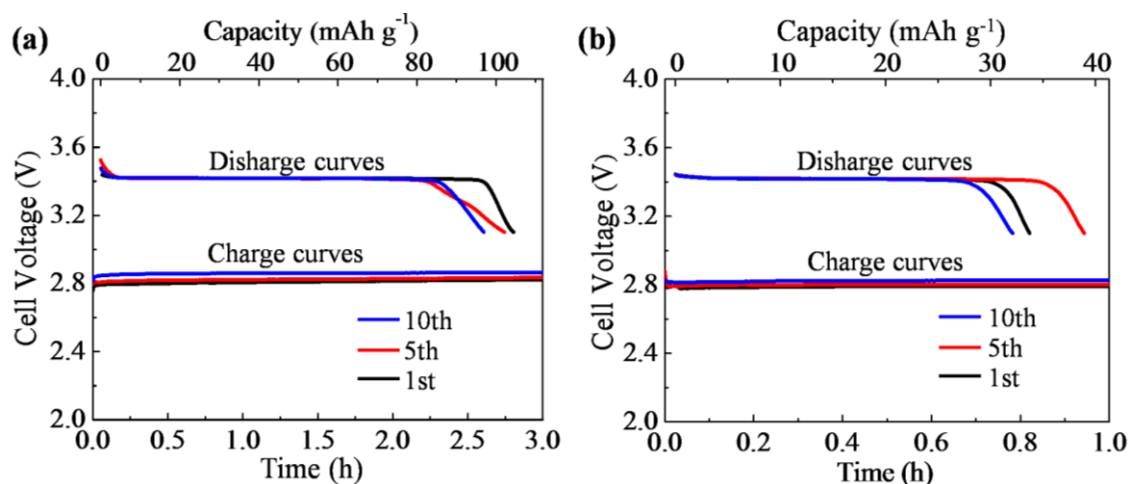 (a)
Capacity (mAh g⁻¹)
0 20 40 60 80 100
4.0
3.6
3.2
2.8
2.4
2.0
Cell Voltage (V)
Disharge curves
Charge curves
10th
5th
1st
0.0 0.5 1.0 1.5 2.0 2.5 3.0
Time (h)
(b)
Capacity (mAh g⁻¹)
0 10 20 30 40
4.0
3.6
3.2
2.8
2.4
2.0
Cell Voltage (V)
Disharge curves
Charge curves
10th
5th
1st
0.0 0.2 0.4 0.6 0.8 1.0
Time (h)